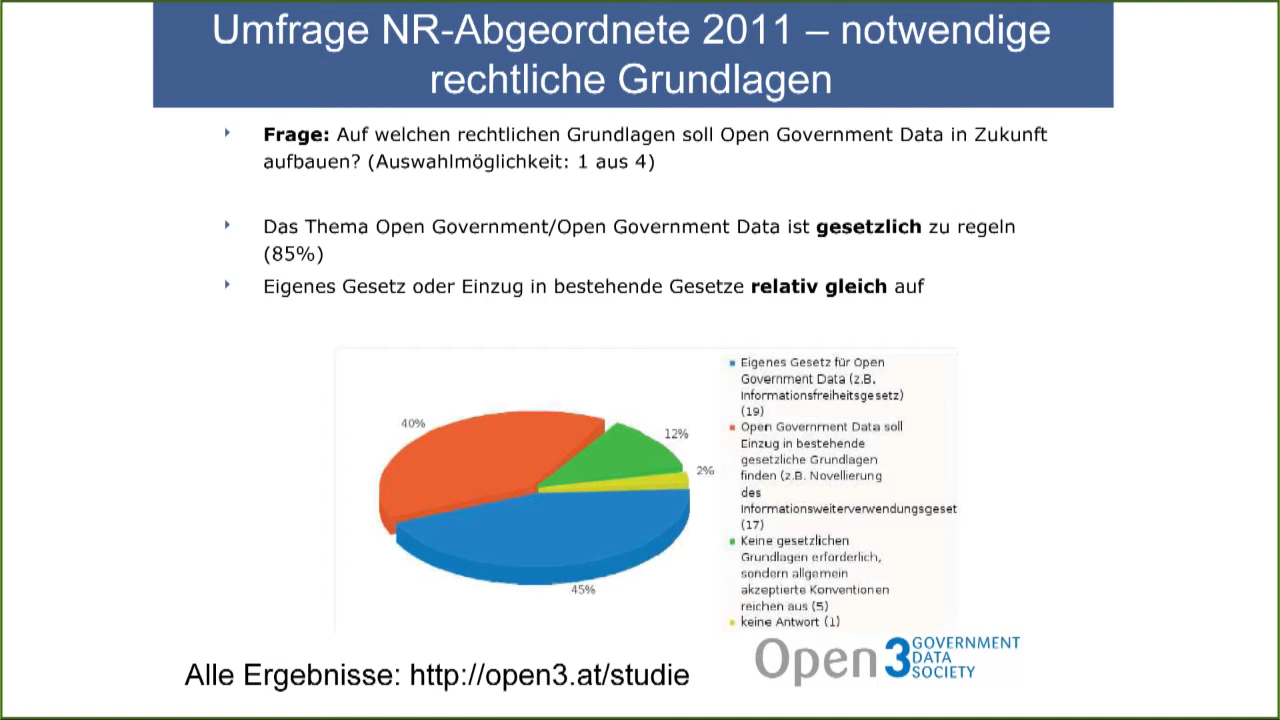 Umfrage NR-Abgeordnete 2011 – notwendige
rechtliche Grundlagen
Frage: Auf welchen rechtlichen Grundlagen soll Open Government Data in Zukunft
aufbauen? (Auswahlmöglichkeit: 1 aus 4)
Das Thema Open Government/Open Government Data ist gesetzlich zu regeln
(85%)
Eigenes Gesetz oder Einzug in bestehende Gesetze relativ gleich auf
40%
12%
2%
45%
Eigenes Gesetz für Open
Government Data (z.B.
Informationsfreiheitsgesetz)
(19)
Open Government Data soll
Einzug in bestehende
gesetzliche Grundlagen
finden (z.B. Novellierung
des
Informationsweiterverwendungsgeset
(17)
Keine gesetzlichen
Grundlagen erforderlich,
sondern allgemein
akzeptierte Konventionen
reichen aus (5)
keine Antwort (1)
Alle Ergebnisse: http://open3.at/studie
Open 3 GOVERNMENT
DATA
SOCIETY